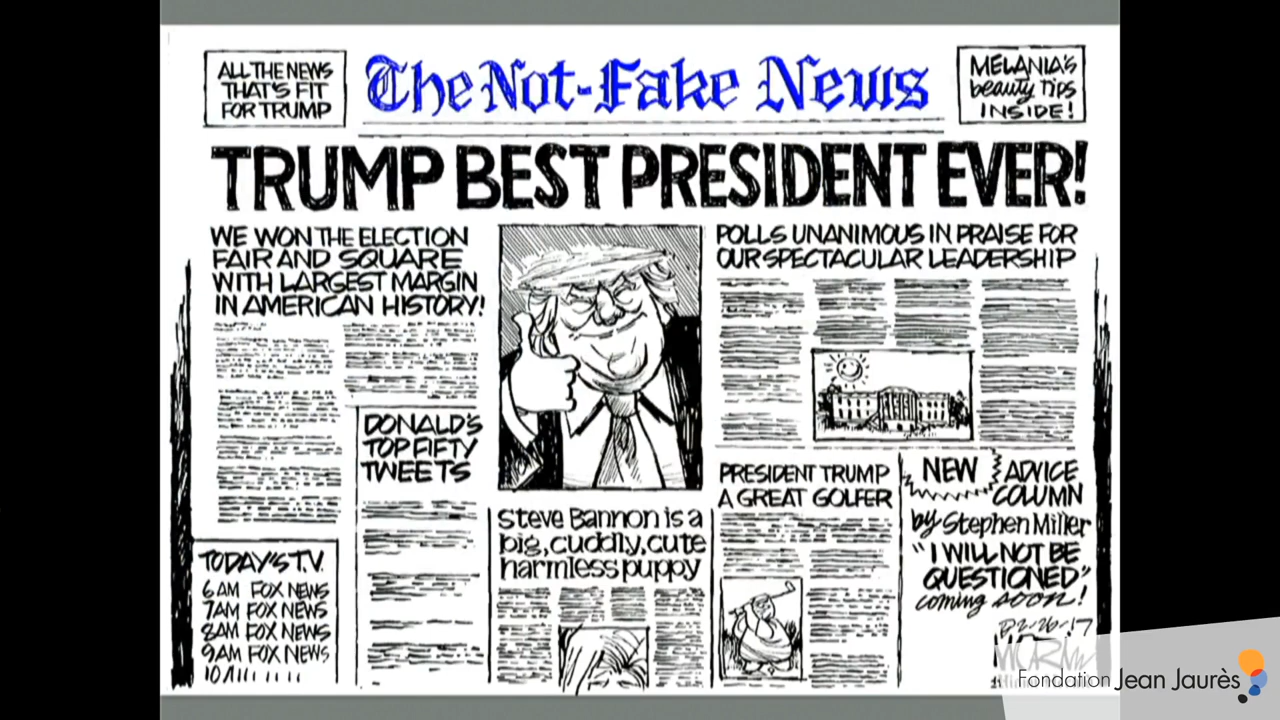 ALL THE NEWS
THAT'S FIT
FOR TRUMP
The Not-Fake News
MELANIA'S
beauty TIPS
INSIDE!
TRUMP BEST PRESIDENT EVER!
WE WON THE ELECTION
FAIR AND SQUARE
WITH LARGEST MARGIN
IN AMERICAN HISTORY!
POLLS UNANIMOUS IN PRAISE FOR
OUR SPECTACULAR LEADERSHIP
DONALD'S
TOP FIFTY
TWEETS
TODAY'S T.V.
6AM FOX NEWS
7AM FOX NEWS
8AM FOX NEWS
9AM FOX NEWS
Steve Bannon is a
big, cuddly, cute
harmless puppy
PRESIDENT TRUMP
A GREAT GOLFER
NEW ADVICE
COLUMN
by Stephen Miller
"I WILL NOT BE
QUESTIONED"
coming soon!
2-26-17
Fondation Jean Jaurès